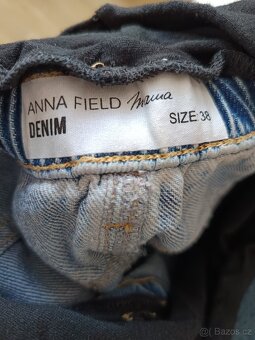 ANNA FIELD mama
DENIM
SIZE: 38
Bazos.cz